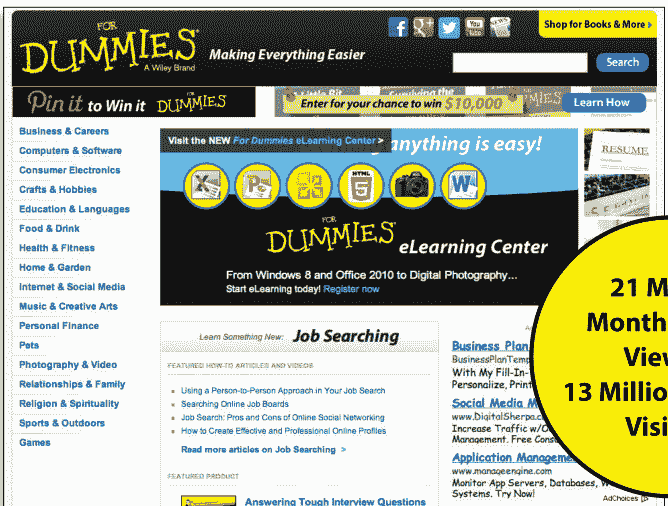 FOR
DUMMIES
A Wiley Brand
Making Everything Easier
You
NEWS
Shop for Books & More
Search
Pin it to Win it DUMMIES
Enter for your chance to win $10,000
Learn How
Business & Careers
Computers & Software
Consumer Electronics
Crafts & Hobbies
Education & Languages
Food & Drink
Health & Fitness
Home & Garden
Internet & Social Media
Music & Creative Arts
Personal Finance
Pets
Photography & Video
Relationships & Family
Religion & Spirituality
Sports & Outdoors
Games
Visit the NEW For Dummies eLearning Center >
anything is easy!
HTML
5
FOR
DUMMIES
eLearning Center
From Windows 8 and Office 2010 to Digital Photography...
Start eLearning today! Register now
RESUME
Learn Something New: Job Searching
FEATURED HOW-TO ARTICLES AND VIDEOS
Using a Person-to-Person Approach in Your Job Search
Searching Online Job Boards
Job Search: Pros and Cons of Online Social Networking
How to Create Effective and Professional Online Profiles
Read more articles on Job Searching >
FEATURED PRODUCT
Answering Tough Interview Questions
Business Plan
BusinessPlanTemp
With My Fill-In-
Personalize, Print
Social Media M
www.DigitalSherpa.c
Increase Traffic w/O
Management. Free Cons
Application Manageme
www.manageengine.com
Monitor App Servers, Databases, W
Systems. Try Now!
AdChoices
21 M
Month
View
13 Millio
Visi